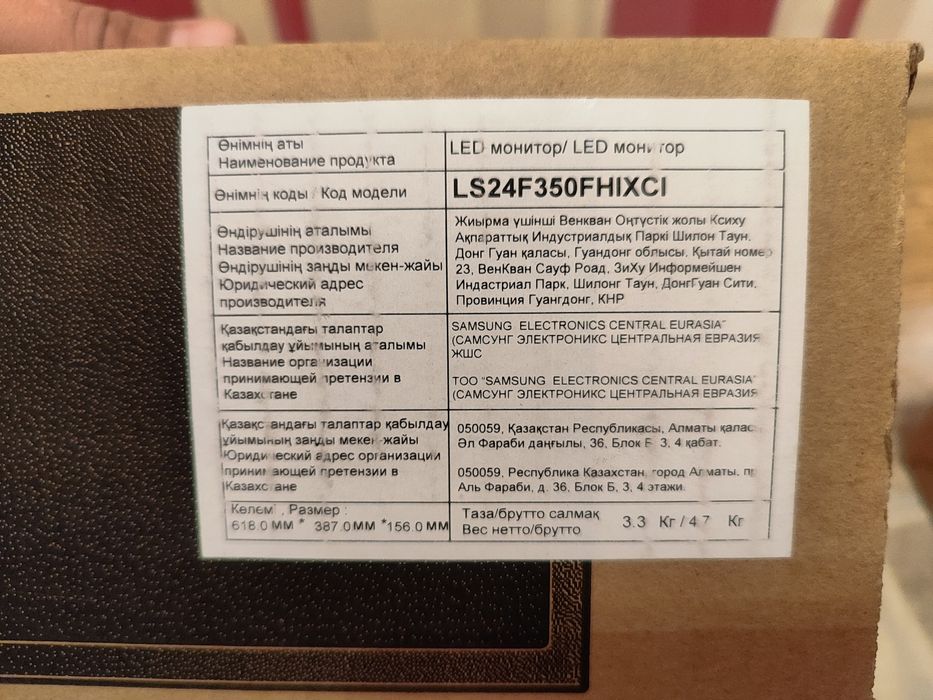 Өнімнің аты
Наименование продукта
LED монитор/ LED монитор
Өнімнің коды / Код модели
LS24F350FHIXCI
Өндірушінің аталымы
Название производителя
Өндірушінің заңды мекен-жайы
Юридический адрес
производителя
Жиырма үшінші Венкван Оңтүстік жолы Ксиху
Ақпараттық Индустриалдық Паркі Шилон Таун,
Донг Гуан қаласы, Гуандонг облысы, Қытай номер
23, ВенКван Сауф Роад, ЗиХу Информейшен
Индастриал Парк, Шилонг Таун, ДонгГуан Сити,
Провинция Гуангдонг, КНР
Қазақстандағы талаптар
қабылдау ұйымының аталымы
Название организации
принимающей претензии в
Казахстане
SAMSUNG ELECTRONICS CENTRAL EURASIA"
(САМСУНГ ЭЛЕКТРОНИКС ЦЕНТРАЛЬНАЯ ЕВРАЗИЯ
ЖШС
ТОО "SAMSUNG ELECTRONICS CENTRAL EURASIA"
(САМСУНГ ЭЛЕКТРОНИКС ЦЕНТРАЛЬНАЯ ЕВРАЗИЯ
Қазақстандағы талаптар қабылдау
ұйымының заңды мекен-жайы
Юридический адрес организации
принимающей претензии в
Казахстане
050059, Қазақстан Республикасы, Алматы қалас
Әл Фараби даңғылы, 36, Блок Б 3, 4 қабат.
050059, Республика Казахстан, город Алматы, пр
Аль Фараби, д. 36, Блок Б, 3, 4 этажи.
Көлемі , Размер :
618.0 ММ * 387.0 ММ * 156.0 ММ
Таза/брутто салмақ
Вес нетто/брутто
3.3 Кг / 4.7 Кг